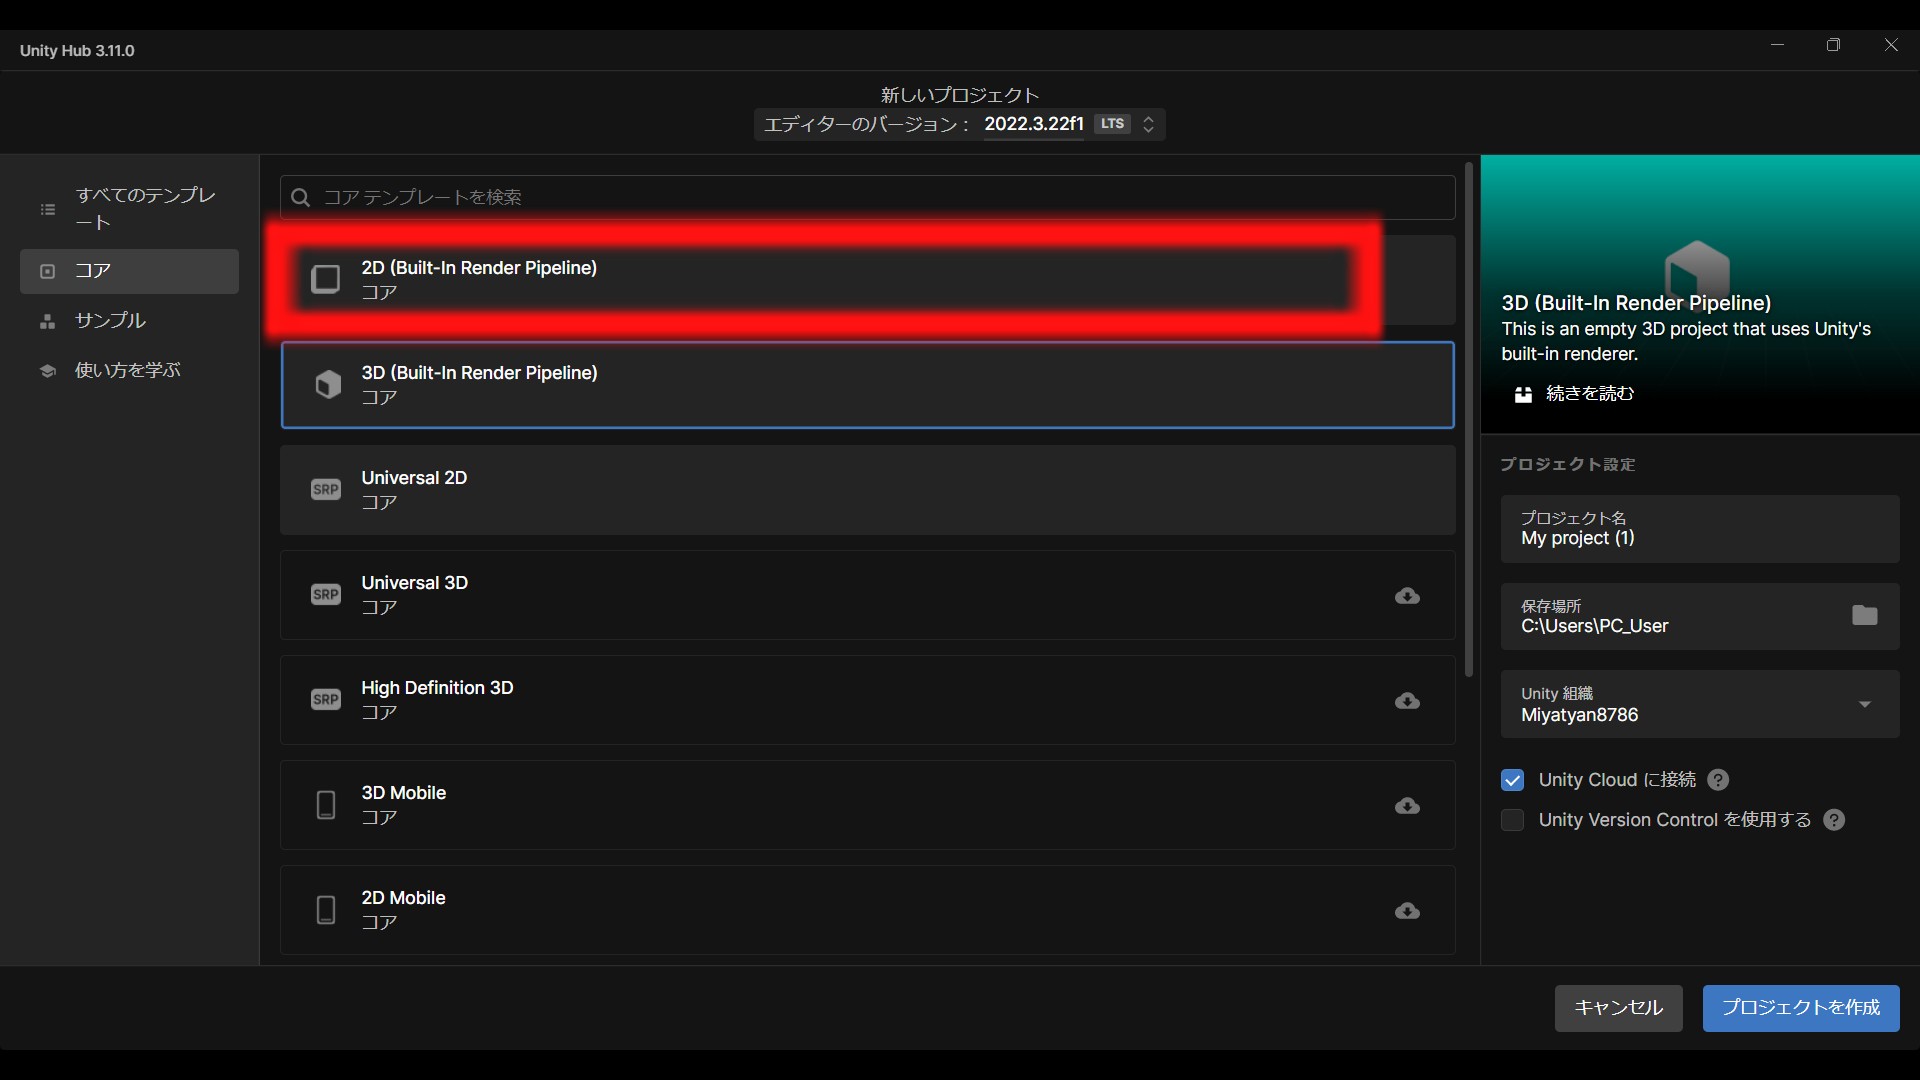 Unity Hub 3.11.0
新しいプロジェクト
エディターのバージョン： 2022.3.22f1 LTS
すべてのテンプレ
ート
コア
サンプル
使い方を学ぶ
コア テンプレートを検索
2D (Built-In Render Pipeline)
コア
3D (Built-In Render Pipeline)
コア
SRP
Universal 2D
コア
SRP
Universal 3D
コア
SRP
High Definition 3D
コア
3D Mobile
コア
2D Mobile
コア
3D (Built-In Render Pipeline)
This is an empty 3D project that uses Unity's
built-in renderer.
続きを読む
プロジェクト設定
プロジェクト名
My project (1)
保存場所
C:\Users\PC_User
Unity 組織
Miyatyan8786
Unity Cloud に接続 ?
Unity Version Control を使用する ?
キャンセル
プロジェクトを作成